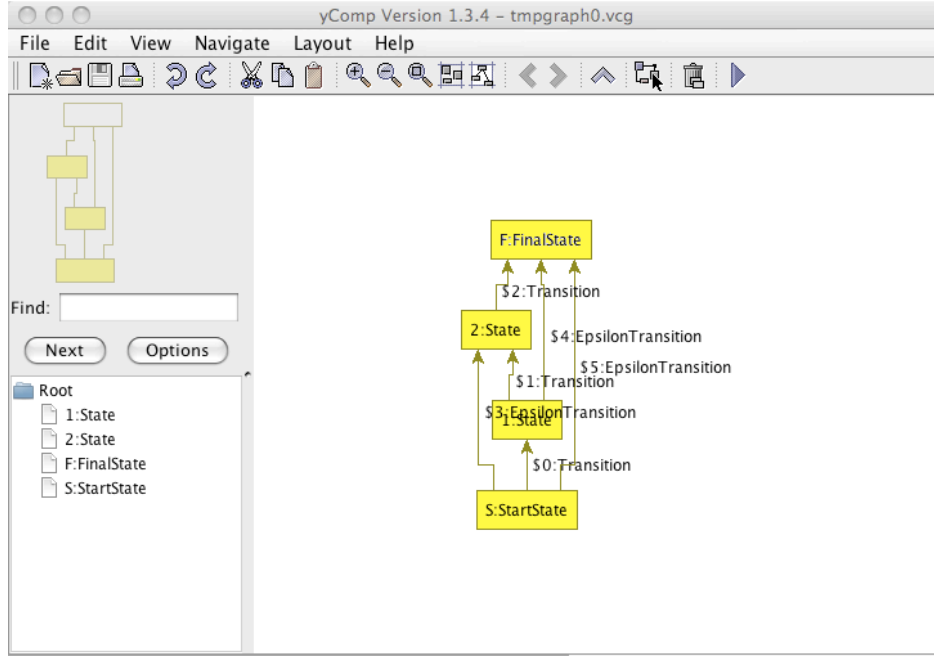 yComp Version 1.3.4 – tmpgraph0.vcg
File Edit View Navigate Layout Help
F:FinalState
$2:Transition
Find:
2:State
$4:EpsilonTransition
Next Options
$5:EpsilonTransition
$1:Transition
Root
1:State
$3:EpsilonTransition
1:State
2:State
F:FinalState
$0:Transition
S:StartState
S:StartState